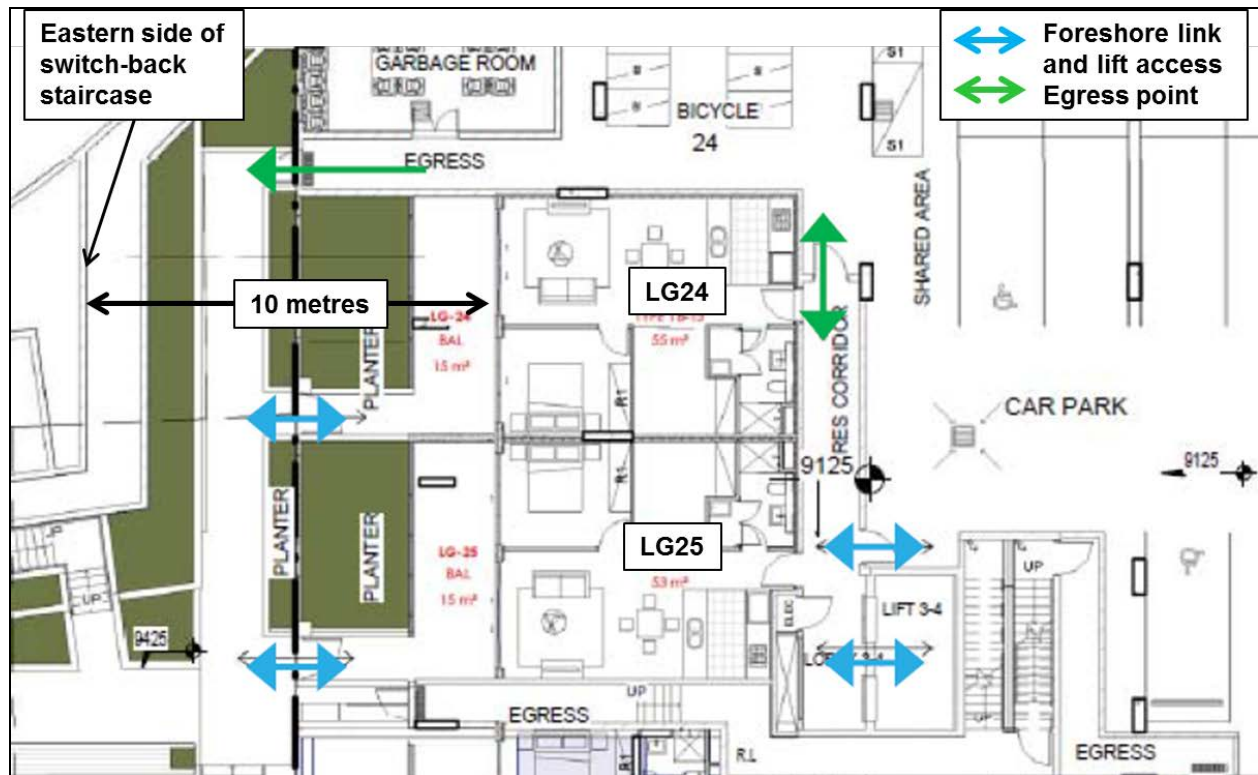 Eastern side of
switch-back
staircase
Foreshore link
and lift access
Egress point
GARBAGE ROOM
BICYCLE
24
S1
S1
EGRESS
SHARED AREA
10 metres
LG24
LG-24
BAL
15 m²
55 m²
PLANTER
R1
RES CORRIDOR
CAR PARK
9125
9125
PLANTER
PLANTER
R1
LG25
LG-25
BAL
15 m²
53 m²
UP
UP
UP
ELEC
LIFT 3-4
9425
UP
EGRESS
UP
R.L
R1
EGRESS